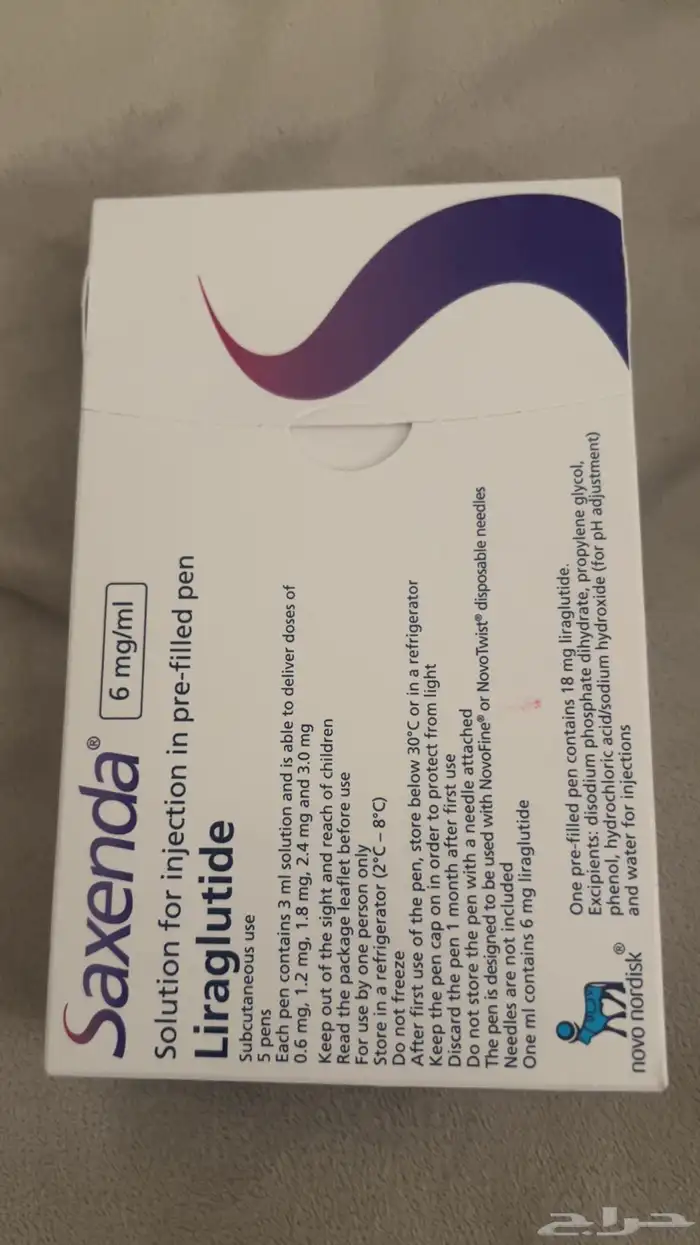 Saxenda® 6 mg/ml
Solution for injection in pre-filled pen
Liraglutide
Subcutaneous use
5 pens
Each pen contains 3 ml solution and is able to deliver doses of
0.6 mg, 1.2 mg, 1.8 mg, 2.4 mg and 3.0 mg
Keep out of the sight and reach of children
Read the package leaflet before use
For use by one person only
Store in a refrigerator (2°C – 8°C)
Do not freeze
After first use of the pen, store below 30°C or in a refrigerator
Keep the pen cap on in order to protect from light
Discard the pen 1 month after first use
Do not store the pen with a needle attached
The pen is designed to be used with NovoFine® or NovoTwist® disposable needles
Needles are not included
One ml contains 6 mg liraglutide
novo nordisk®
One pre-filled pen contains 18 mg liraglutide.
Excipients: disodium phosphate dihydrate, propylene glycol,
phenol, hydrochloric acid/sodium hydroxide (for pH adjustment)
and water for injections
حراج